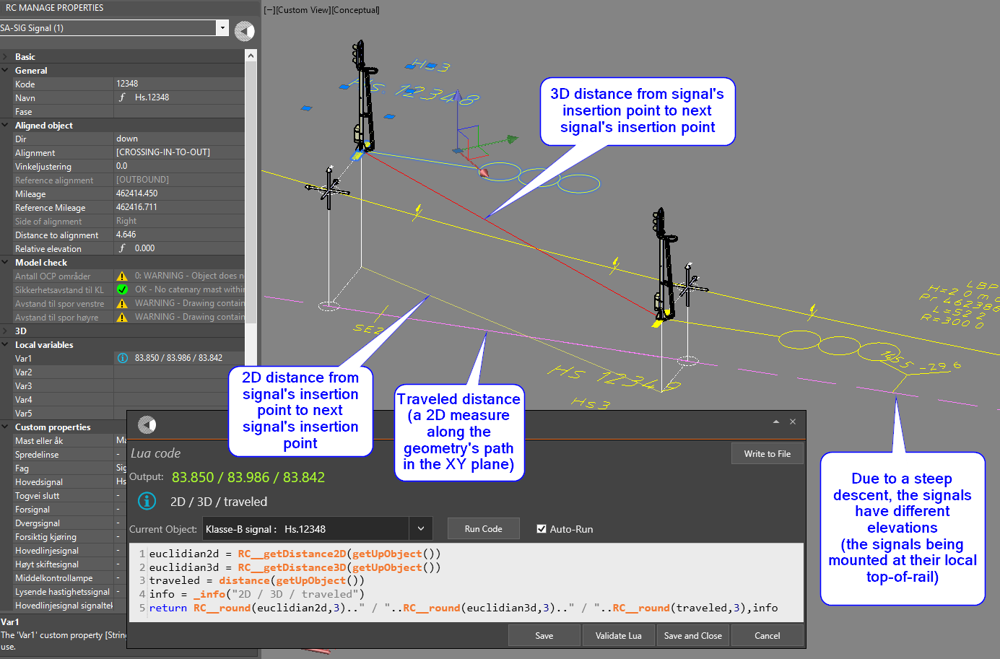 RC MANAGE PROPERTIES
SA-SIG Signal (1)
Basic
General
Kode 12348
Navn f Hs.12348
Fase
Aligned object
Dir down
Alignment [CROSSING-IN-TO-OUT]
Vinkeljustering 0.0
Reference alignment [OUTBOUND]
Mileage 462414.450
Reference Mileage 462416.711
Side of alignment Right
Distance to alignment 4.646
Relative elevation f 0.000
Model check
Antall OCP områder 0: WARNING - Object does n
Sikkerhetsavstand til KL OK - No catenary mast within
Avstand til spor venstre WARNING - Drawing contain
Avstand til spor høyre WARNING - Drawing contain
3D
Local variables
Var1 83.850 / 83.986 / 83.842
Var2
Var3
Var4
Var5
Custom properties
Mast eller åk Ma
Spredelinse -
Fag Sig
Hovedsignal Hs
Togvei slutt -
Forsignal -
Dvergsignal -
Forsiktig kjøring -
Hovedlinjesignal -
Høyt skiftesignal -
Middelkontrollampe -
Lysende hastighetssignal -
Hovedlinjesignal signaltek
Var1
The 'Var1' custom property [String
use.
[−][Custom View][Conceptual]
Hs 3
Hs. 12348
3D distance from signal's
insertion point to next
signal's insertion point
2D distance from
signal's insertion
point to next
signal's insertion
point
Traveled distance
(a 2D measure
along the
geometry's path
in the XY plane)
Due to a steep
descent, the signals
have different
elevations
(the signals being
mounted at their local
top-of-rail)
LBP
H=2.0m
L=522
R=3000
-29.6
Hs 12346
Hs 3
Lua code
Write to File
Output: 83.850 / 83.986 / 83.842
2D / 3D / traveled
Current Object: Klasse-B signal : Hs.12348
Run Code
Auto-Run
1 euclidian2d = RC__getDistance2D(getUpObject())
2 euclidian3d = RC__getDistance3D(getUpObject())
3 traveled = distance(getUpObject())
4 info = _info("2D / 3D / traveled")
5 return RC__round(euclidian2d,3).." / "..RC__round(euclidian3d,3).." / "..RC__round(traveled,3),info
Save
Validate Lua
Save and Close
Cancel